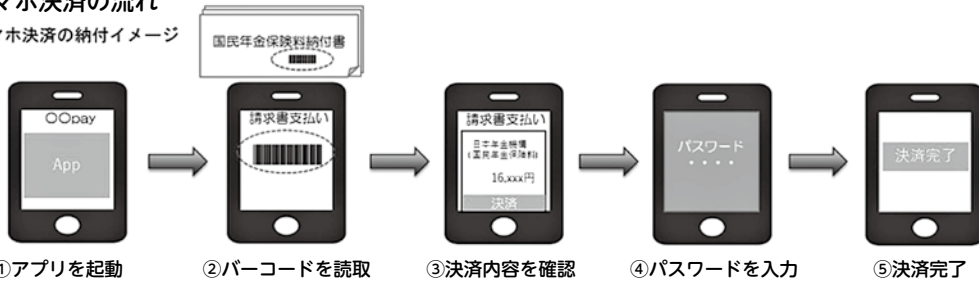 マホ決済の流れ
マホ決済の納付イメージ
国民年金保険料納付書
〇〇pay
App
請求書支払い
請求書支払い
日本年金機構
(国民年金保険料)
16,xxx円
決済
パスワード
・・・・
決済完了
①アプリを起動
②バーコードを読取
③決済内容を確認
④パスワードを入力
⑤決済完了